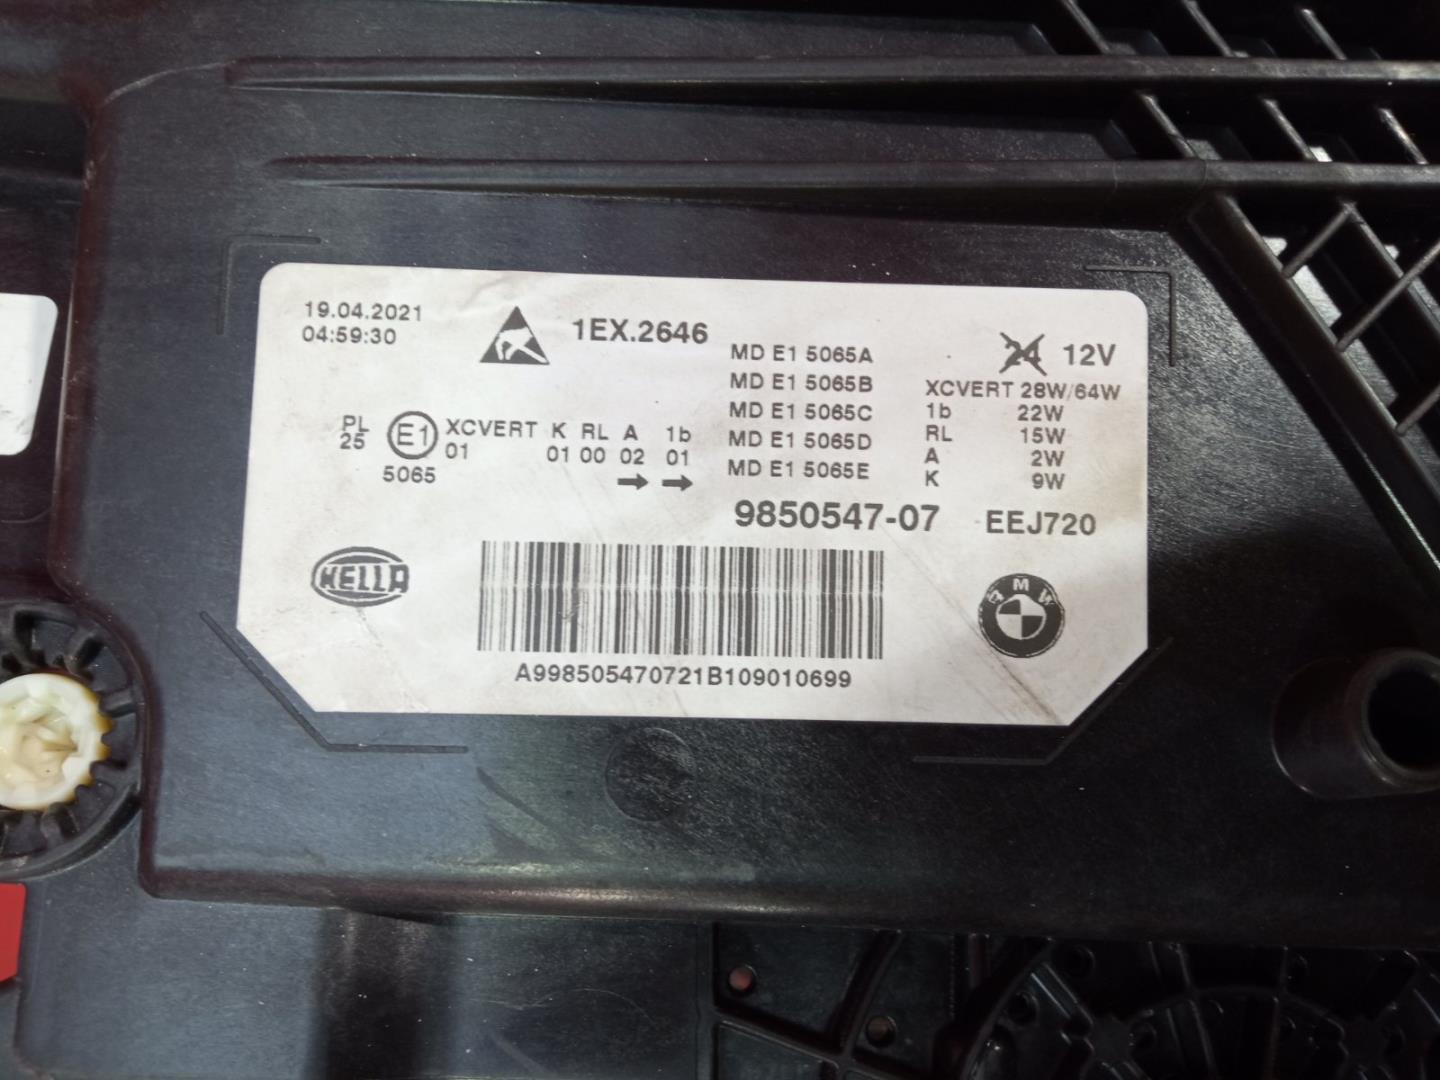 19.04.2021
04:59:30
1EX.2646
MD E1 5065A
MD E1 5065B
MD E1 5065C
MD E1 5065D
MD E1 5065E
24 12V
XCVERT 28W/64W
1b 22W
RL 15W
A 2W
K 9W
PL
25
E1
5065
XCVERT K RL A 1b
01 01 00 02 01
9850547-07 EEJ720
HELLA
BMW
A998505470721B109010699